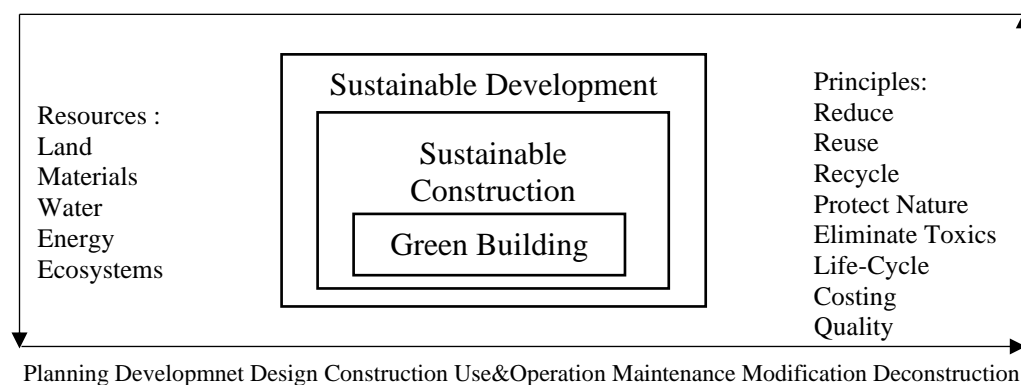 Resources :
Land
Materials
Water
Energy
Ecosystems
Sustainable Development
Sustainable
Construction
Green Building
Principles:
Reduce
Reuse
Recycle
Protect Nature
Eliminate Toxics
Life-Cycle
Costing
Quality
Planning Developmnet Design Construction Use&Operation Maintenance Modification Deconstruction